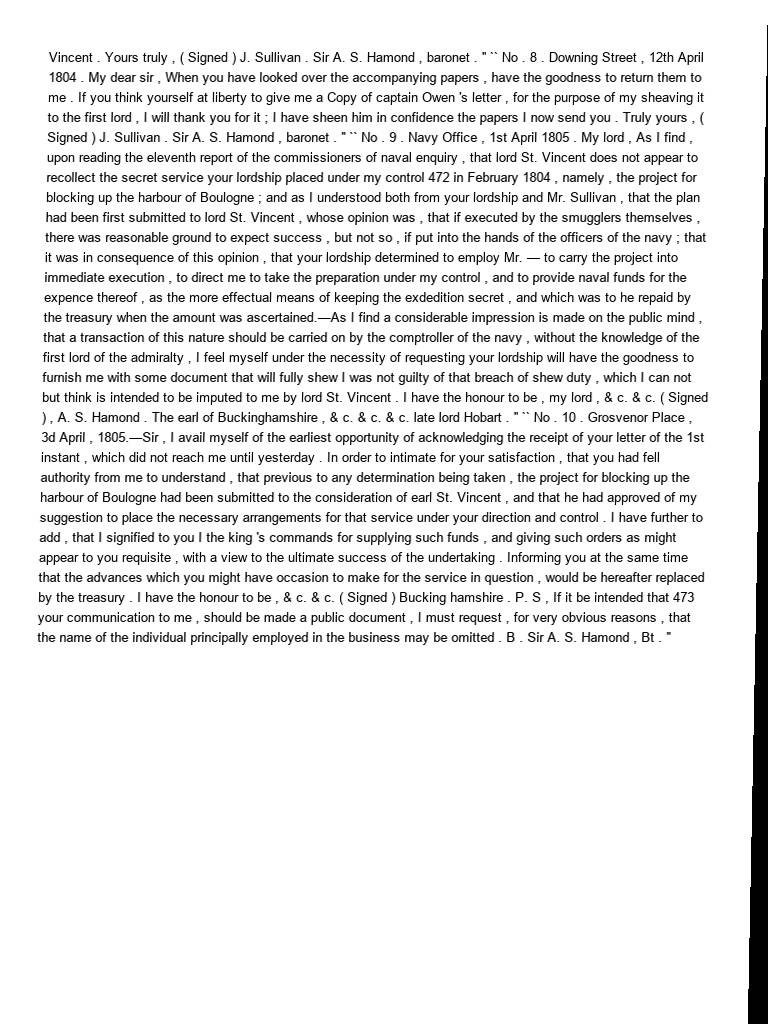 Vincent . Yours truly , ( Signed ) J. Sullivan . Sir A. S. Hamond , baronet . " `` No . 8 . Downing Street , 12th April
1804 . My dear sir , When you have looked over the accompanying papers , have the goodness to return them to
me . If you think yourself at liberty to give me a Copy of captain Owen 's letter , for the purpose of my sheaving it
to the first lord , I will thank you for it ; I have sheen him in confidence the papers I now send you . Truly yours , (
Signed ) J. Sullivan . Sir A. S. Hamond , baronet . " `` No . 9 . Navy Office , 1st April 1805 . My lord , As I find ,
upon reading the eleventh report of the commissioners of naval enquiry , that lord St. Vincent does not appear to
recollect the secret service your lordship placed under my control 472 in February 1804 , namely , the project for
blocking up the harbour of Boulogne ; and as I understood both from your lordship and Mr. Sullivan , that the plan
had been first submitted to lord St. Vincent , whose opinion was , that if executed by the smugglers themselves ,
there was reasonable ground to expect success , but not so , if put into the hands of the officers of the navy ; that
it was in consequence of this opinion , that your lordship determined to employ Mr. — to carry the project into
immediate execution , to direct me to take the preparation under my control , and to provide naval funds for the
expence thereof , as the more effectual means of keeping the exdedition secret , and which was to he repaid by
the treasury when the amount was ascertained.—As I find a considerable impression is made on the public mind ,
that a transaction of this nature should be carried on by the comptroller of the navy , without the knowledge of the
first lord of the admiralty , I feel myself under the necessity of requesting your lordship will have the goodness to
furnish me with some document that will fully shew I was not guilty of that breach of shew duty , which I can not
but think is intended to be imputed to me by lord St. Vincent . I have the honour to be , my lord , & c. & c. ( Signed
) , A. S. Hamond . The earl of Buckinghamshire , & c. & c. & c. late lord Hobart . " `` No . 10 . Grosvenor Place ,
3d April , 1805.—Sir , I avail myself of the earliest opportunity of acknowledging the receipt of your letter of the 1st
instant , which did not reach me until yesterday . In order to intimate for your satisfaction , that you had fell
authority from me to understand , that previous to any determination being taken , the project for blocking up the
harbour of Boulogne had been submitted to the consideration of earl St. Vincent , and that he had approved of my
suggestion to place the necessary arrangements for that service under your direction and control . I have further to
add , that I signified to you I the king 's commands for supplying such funds , and giving such orders as might
appear to you requisite , with a view to the ultimate success of the undertaking . Informing you at the same time
that the advances which you might have occasion to make for the service in question , would be hereafter replaced
by the treasury . I have the honour to be , & c. & c. ( Signed ) Bucking hamshire . P. S , If it be intended that 473
your communication to me , should be made a public document , I must request , for very obvious reasons , that
the name of the individual principally employed in the business may be omitted . B . Sir A. S. Hamond , Bt . "